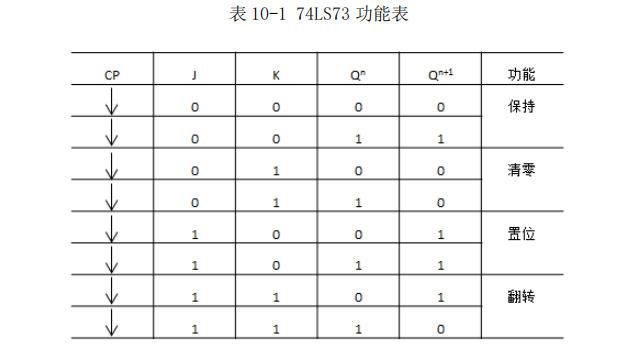 表 10-1 74LS73 功能表
CP J K Qⁿ Qⁿ⁺¹ 功能
↓ 0 0 0 0 保持
↓ 0 0 1 1
↓ 0 1 0 0 清零
↓ 0 1 1 0
↓ 1 0 0 1 置位
↓ 1 0 1 1
↓ 1 1 0 1 翻转
↓ 1 1 1 0